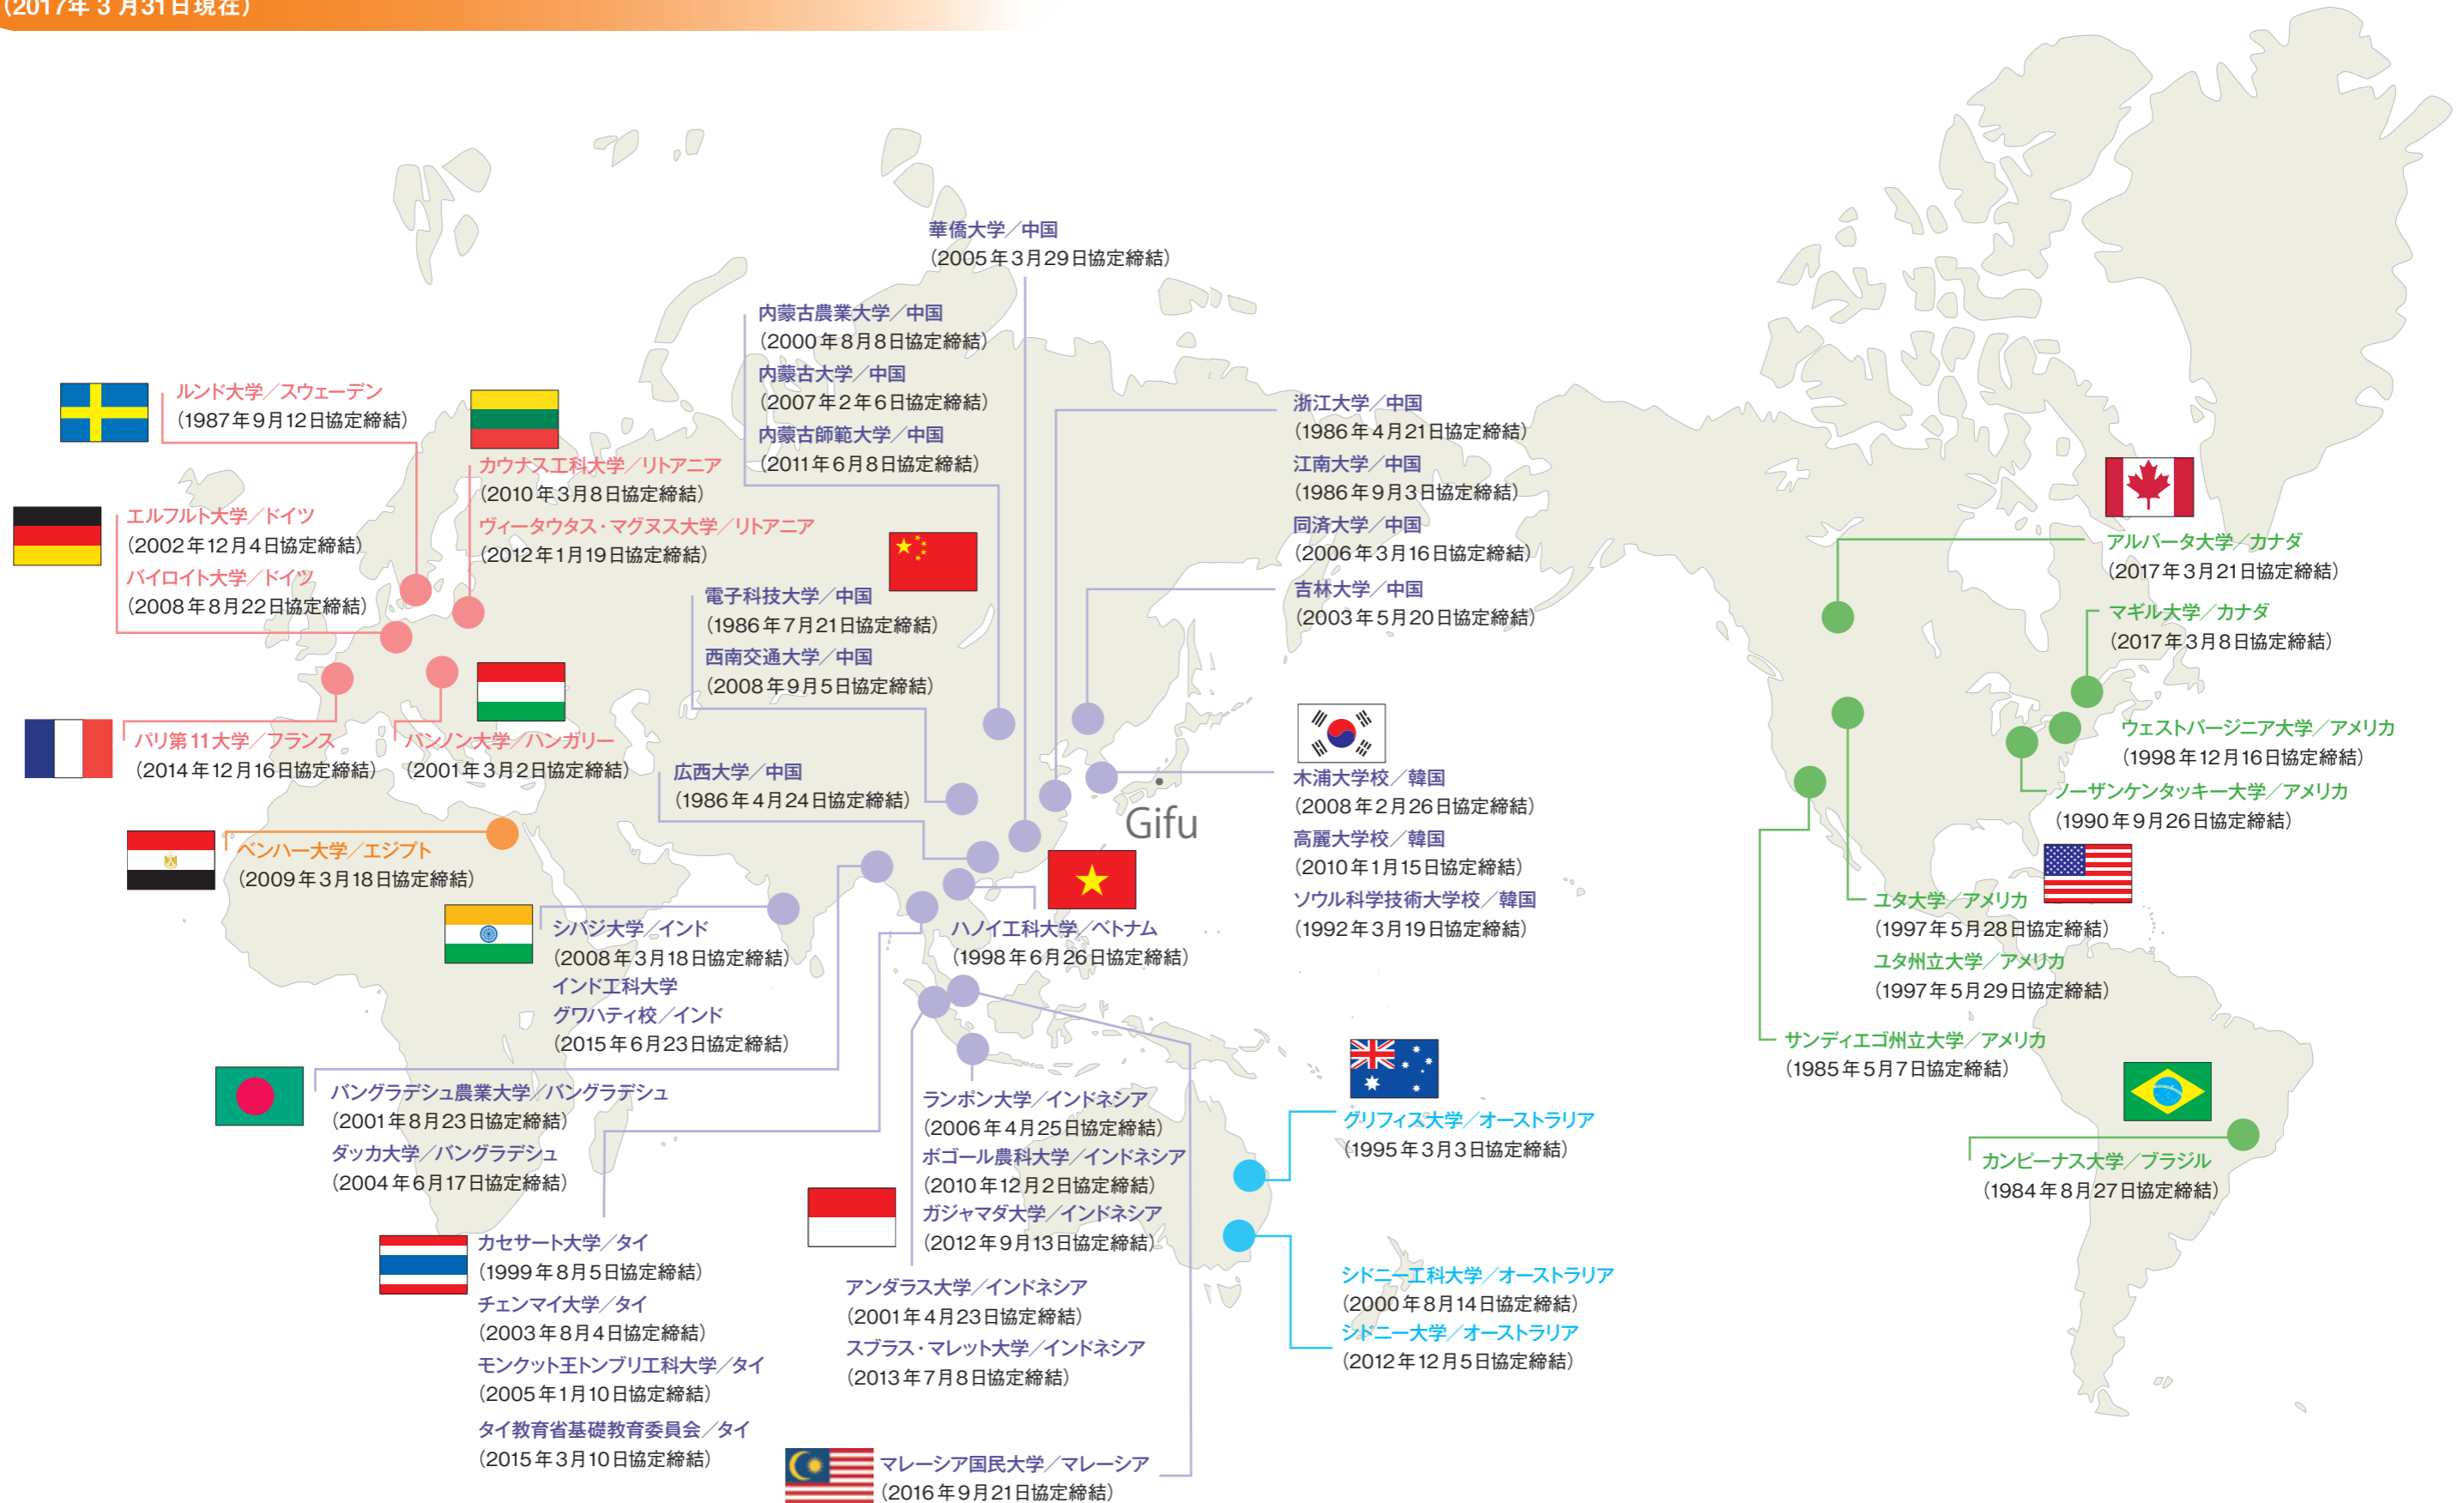 （2017年 3 月31日現在）
華僑大学／中国
（2005年3月29日協定締結）
内蒙古農業大学／中国
（2000年8月8日協定締結）
内蒙古大学／中国
（2007年2年6日協定締結）
内蒙古師範大学／中国
（2011年6月8日協定締結）
浙江大学／中国
（1986年4月21日協定締結）
江南大学／中国
（1986年9月3日協定締結）
同済大学／中国
（2006年3月16日協定締結）
吉林大学／中国
（2003年5月20日協定締結）
ルンド大学／スウェーデン
（1987年9月12日協定締結）
カウナス工科大学／リトアニア
（2010年3月8日協定締結）
ヴィータウタス・マグヌス大学／リトアニア
（2012年1月19日協定締結）
エルフルト大学／ドイツ
（2002年12月4日協定締結）
バイロイト大学／ドイツ
（2008年8月22日協定締結）
電子科技大学／中国
（1986年7月21日協定締結）
西南交通大学／中国
（2008年9月5日協定締結）
パリ第11大学／フランス
（2014年12月16日協定締結）
パンノン大学／ハンガリー
（2001年3月2日協定締結）
広西大学／中国
（1986年4月24日協定締結）
木浦大学校／韓国
（2008年2月26日協定締結）
高麗大学校／韓国
（2010年1月15日協定締結）
ソウル科学技術大学校／韓国
（1992年3月19日協定締結）
Gifu
アルバータ大学／カナダ
（2017年3月21日協定締結）
マギル大学／カナダ
（2017年3月8日協定締結）
ウェストバージニア大学／アメリカ
（1998年12月16日協定締結）
ノーザンケンタッキー大学／アメリカ
（1990年9月26日協定締結）
ユタ大学／アメリカ
（1997年5月28日協定締結）
ユタ州立大学／アメリカ
（1997年5月29日協定締結）
サンディエゴ州立大学／アメリカ
（1985年5月7日協定締結）
カンピーナス大学／ブラジル
（1984年8月27日協定締結）
ベンハー大学／エジプト
（2009年3月18日協定締結）
シバジ大学／インド
（2008年3月18日協定締結）
インド工科大学
グワハティ校／インド
（2015年6月23日協定締結）
ハノイ工科大学／ベトナム
（1998年6月26日協定締結）
バングラデシュ農業大学／バングラデシュ
（2001年8月23日協定締結）
ダッカ大学／バングラデシュ
（2004年6月17日協定締結）
ランポン大学／インドネシア
（2006年4月25日協定締結）
ボゴール農科大学／インドネシア
（2010年12月2日協定締結）
ガジャマダ大学／インドネシア
（2012年9月13日協定締結）
アンダラス大学／インドネシア
（2001年4月23日協定締結）
スブラス・マレット大学／インドネシア
（2013年7月8日協定締結）
グリフィス大学／オーストラリア
（1995年3月3日協定締結）
シドニー工科大学／オーストラリア
（2000年8月14日協定締結）
シドニー大学／オーストラリア
（2012年12月5日協定締結）
カセサート大学／タイ
（1999年8月5日協定締結）
チェンマイ大学／タイ
（2003年8月4日協定締結）
モンクット王トンブリ工科大学／タイ
（2005年1月10日協定締結）
タイ教育省基礎教育委員会／タイ
（2015年3月10日協定締結）
マレーシア国民大学／マレーシア
（2016年9月21日協定締結）